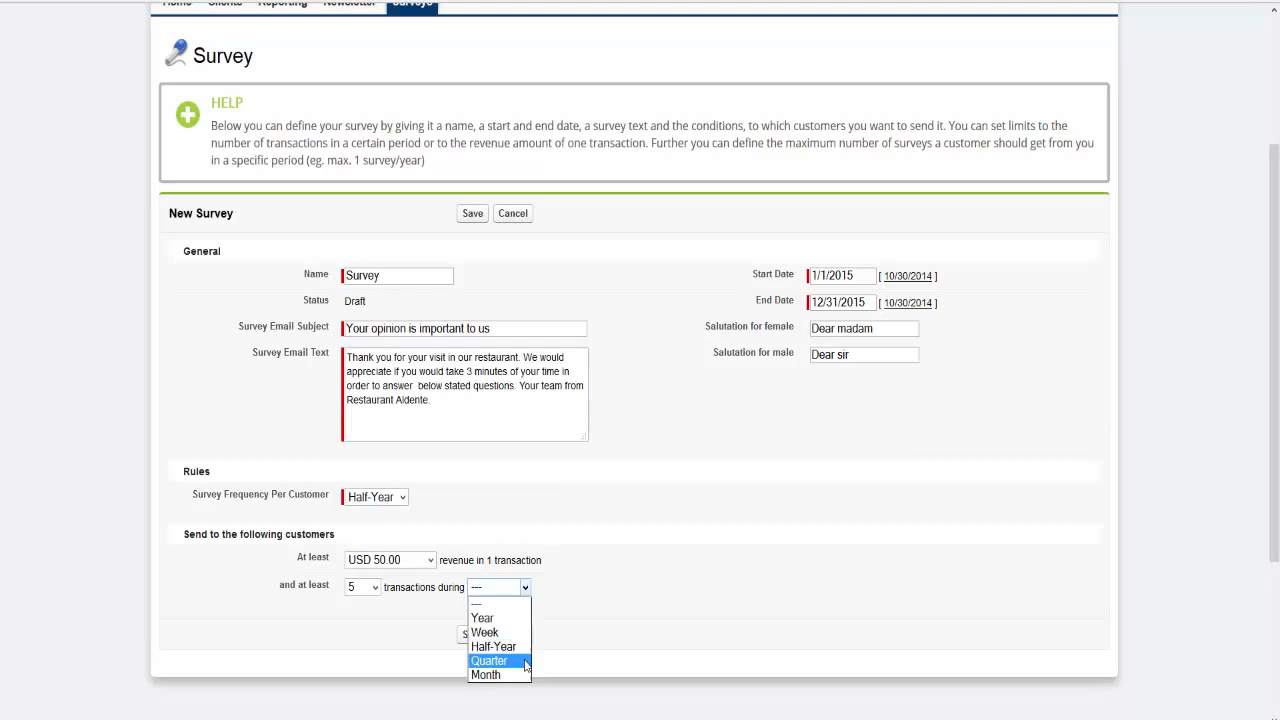 Home Clients Reporting Newsletter Surveys
Survey
HELP
Below you can define your survey by giving it a name, a start and end date, a survey text and the conditions, to which customers you want to send it. You can set limits to the
number of transactions in a certain period or to the revenue amount of one transaction. Further you can define the maximum number of surveys a customer should get from you
in a specific period (eg. max. 1 survey/year)
New Survey Save Cancel
General
Name Survey Start Date 1/1/2015 [ 10/30/2014 ]
Status Draft End Date 12/31/2015 [ 10/30/2014 ]
Survey Email Subject Your opinion is important to us Salutation for female Dear madam
Survey Email Text Salutation for male Dear sir
Thank you for your visit in our restaurant. We would
appreciate if you would take 3 minutes of your time in
order to answer below stated questions. Your team from
Restaurant Aldente.
Rules
Survey Frequency Per Customer Half-Year
Send to the following customers
At least USD 50.00 revenue in 1 transaction
and at least 5 transactions during ---
---
Year
Week
Half-Year
Quarter
Month